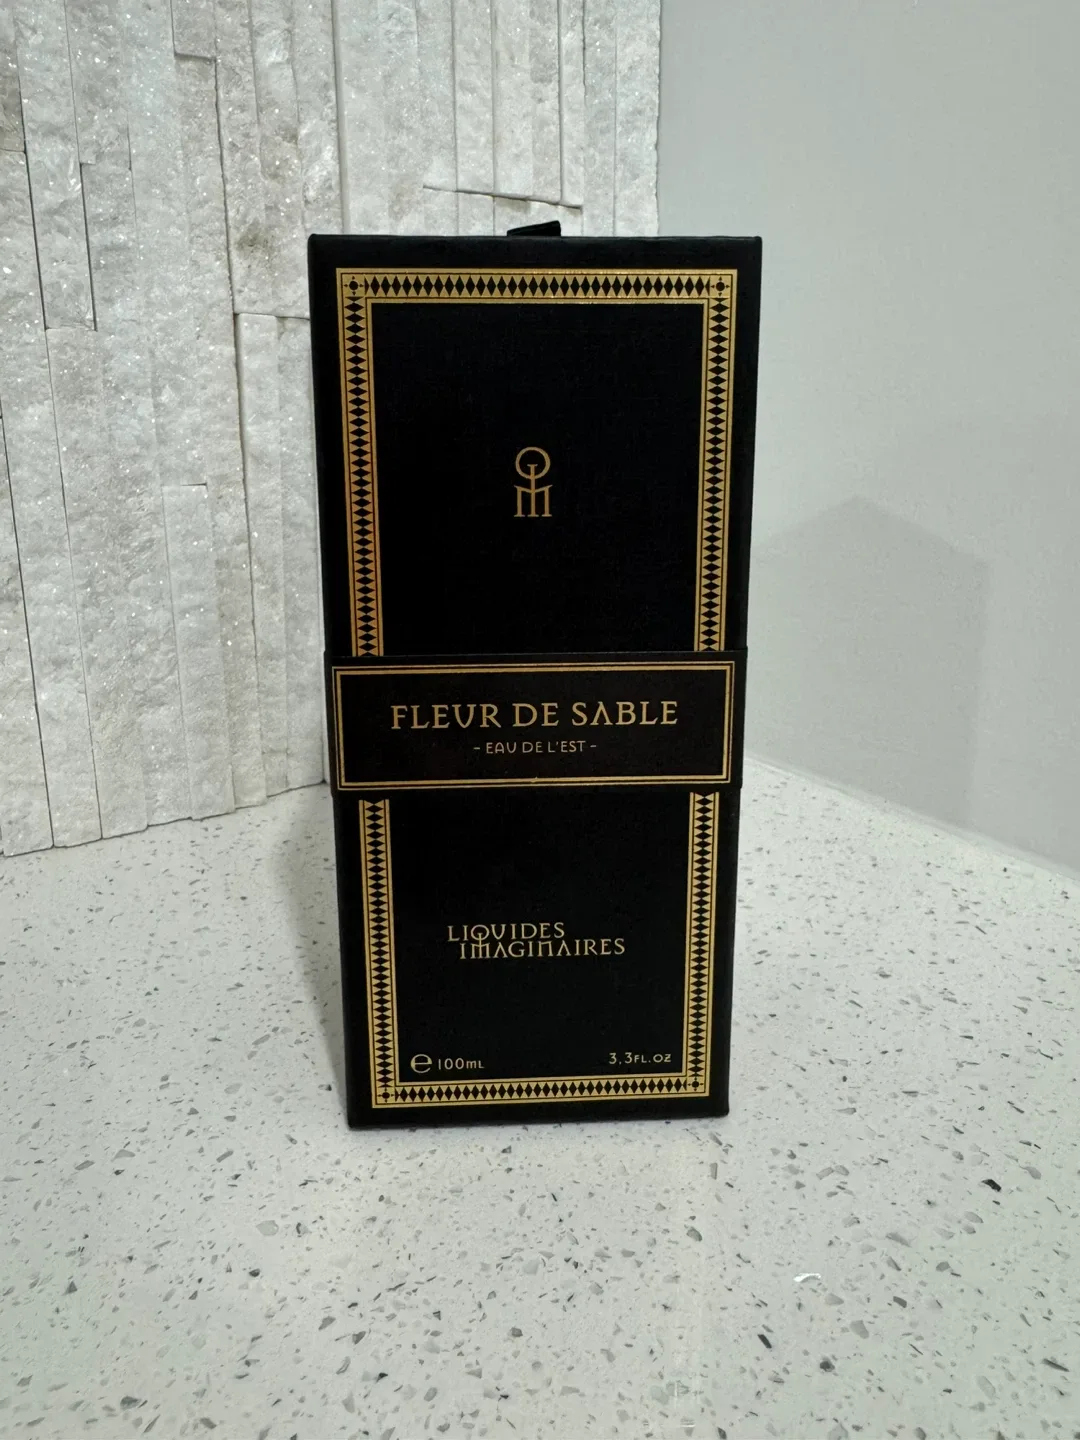 FLEUR DE SABLE
- EAU DE L'EST -
LIQUIDES
IMAGINAIRES
℮ 100ML
3,3FL.OZ